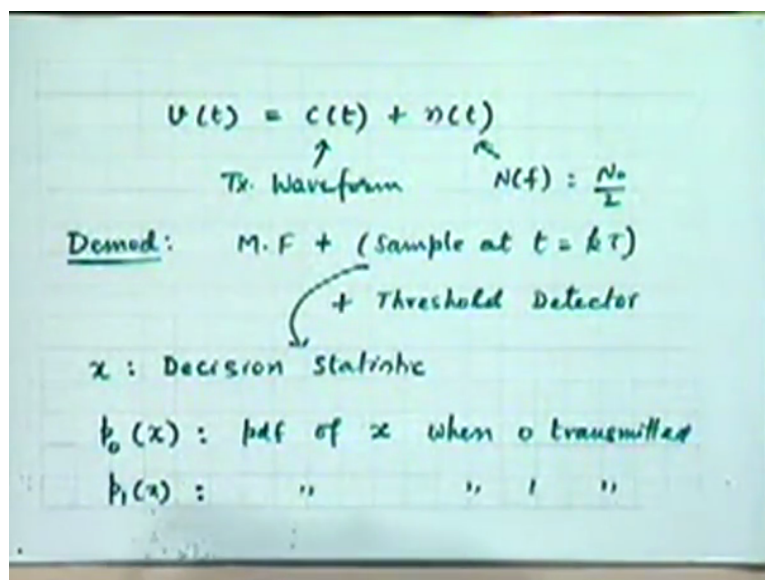 v(t) = c(t) + n(t)
Tx. Waveform N(f) : N₀/2
Demod: M.F + (Sample at t = kT)
+ Threshold Detector
x : Decision Statistic
p₀(x) : pdf of x when 0 transmitted
p₁(x) : " " 1 "